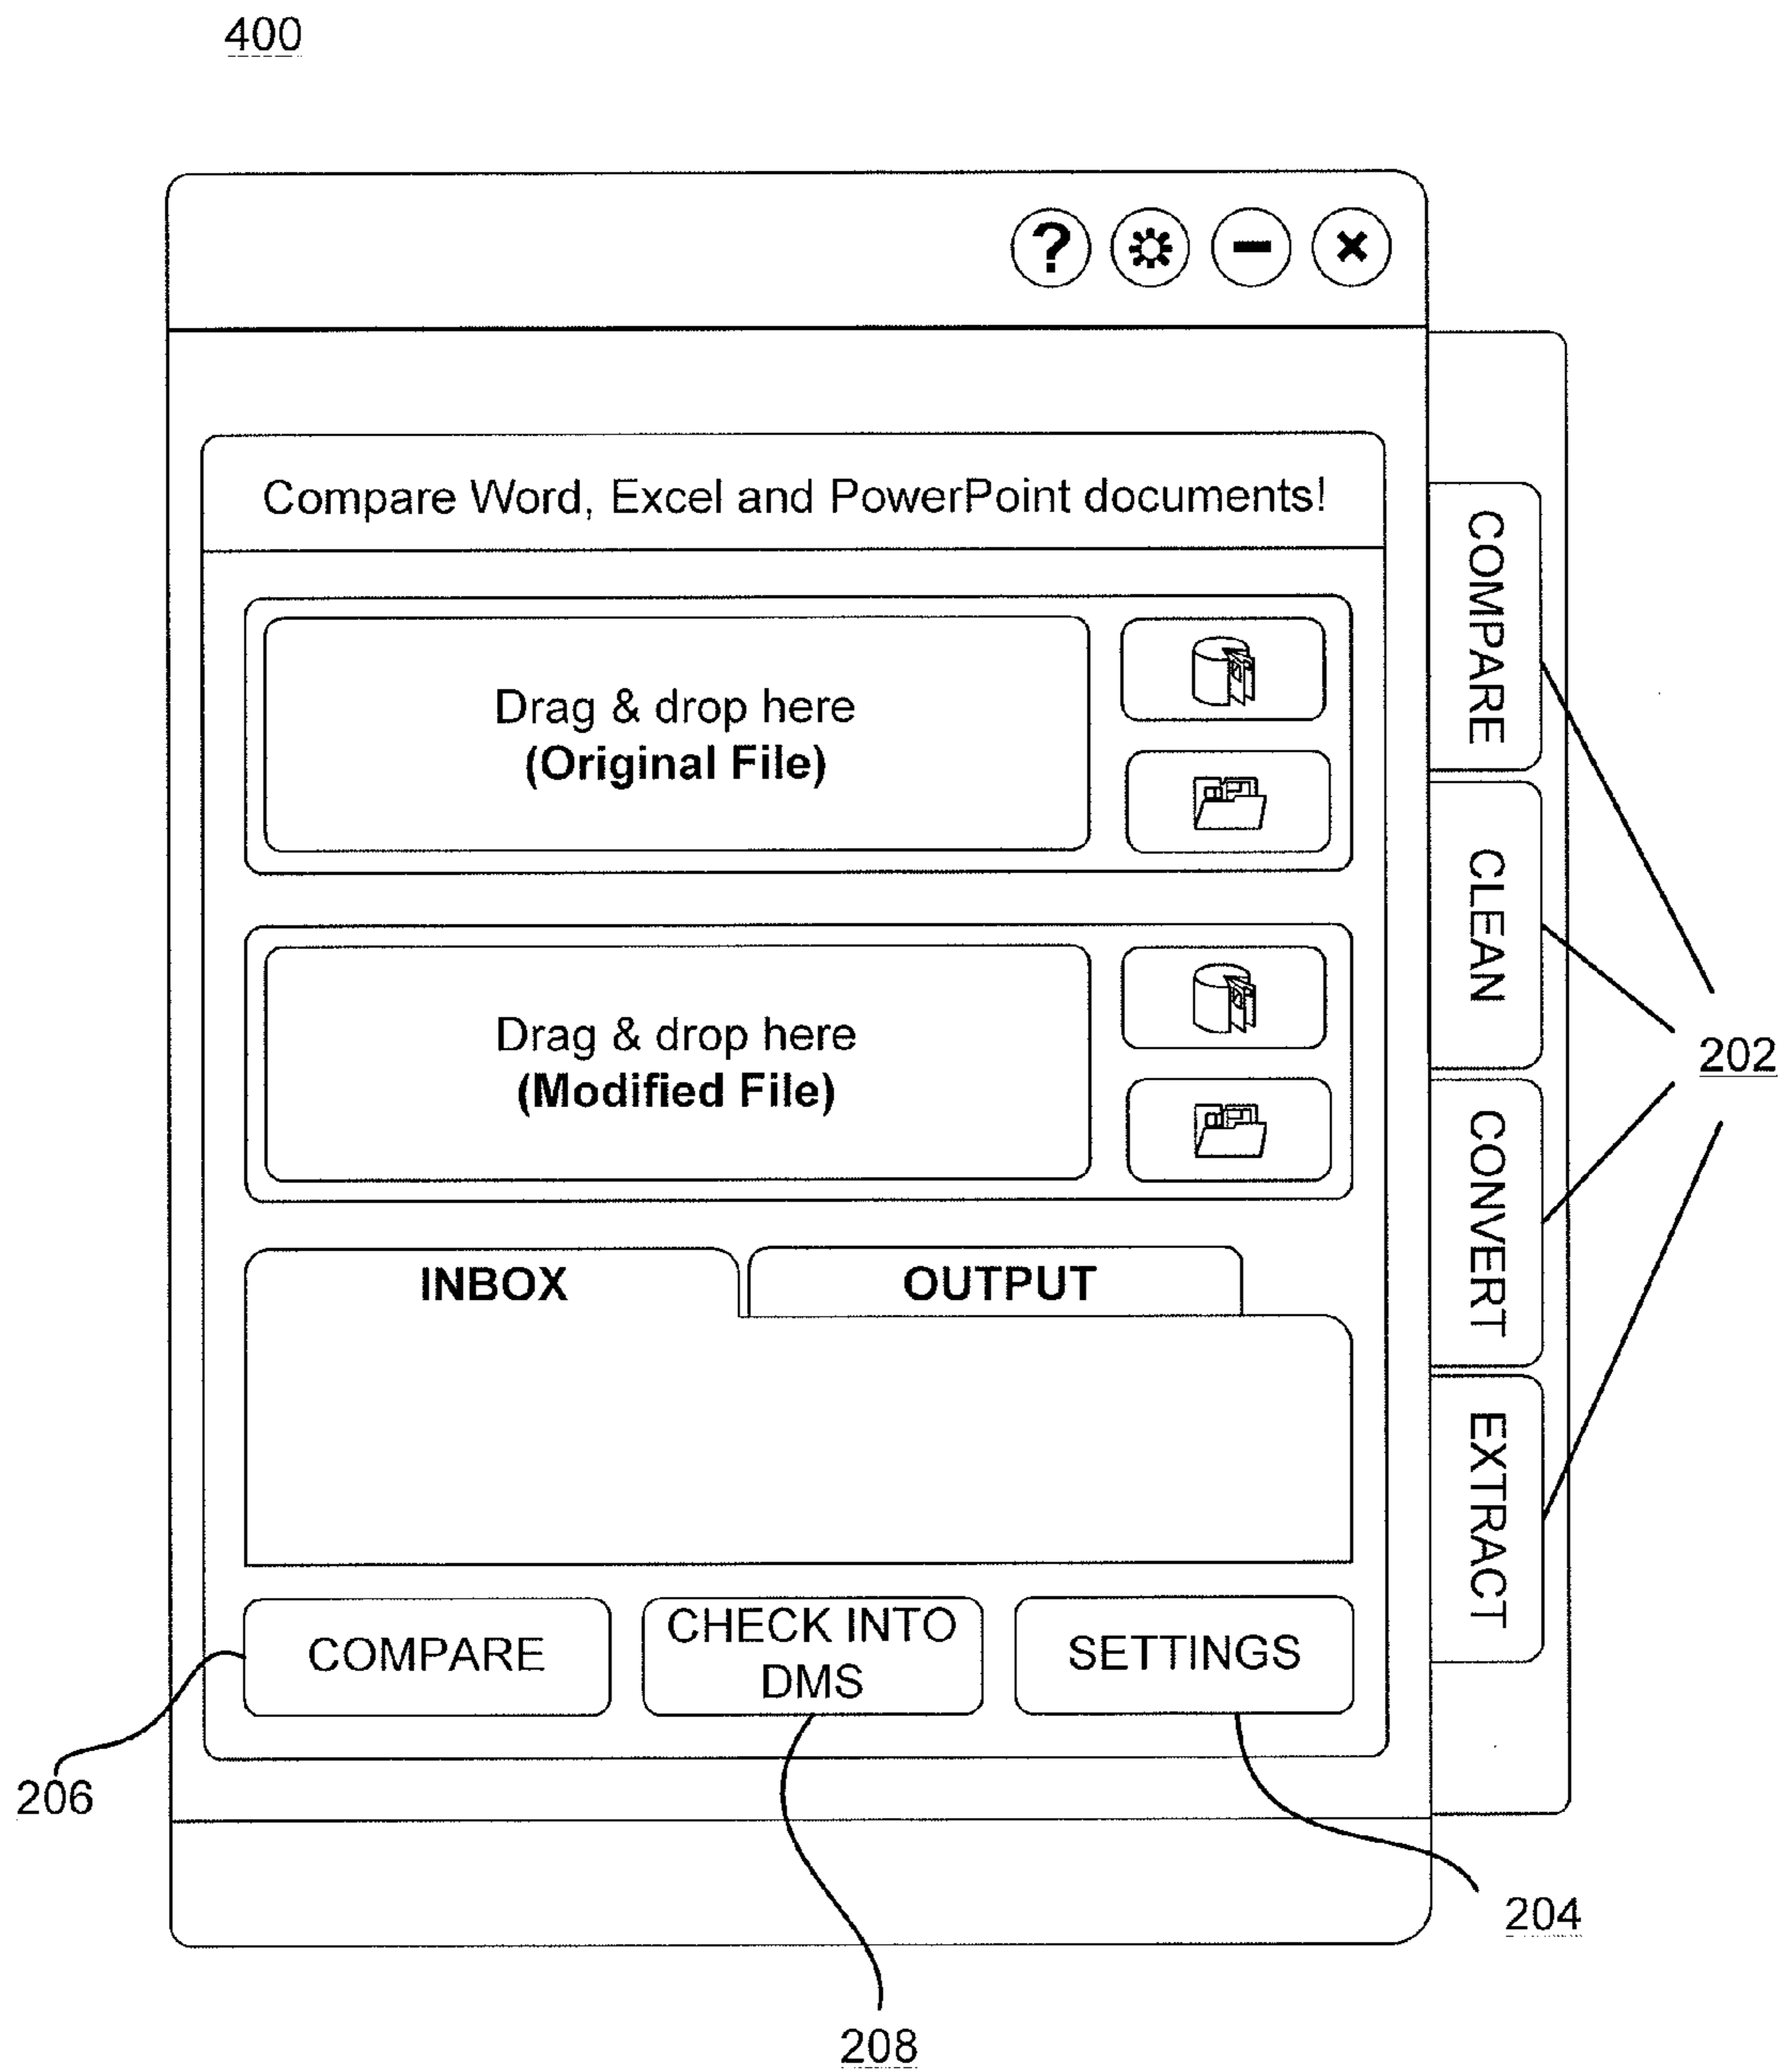 400
?
Compare Word, Excel and PowerPoint documents!
Drag & drop here
(Original File)
Drag & drop here
(Modified File)
INBOX
OUTPUT
COMPARE
CHECK INTO
DMS
SETTINGS
COMPARE
CLEAN
CONVERT
EXTRACT
202
206
204
208